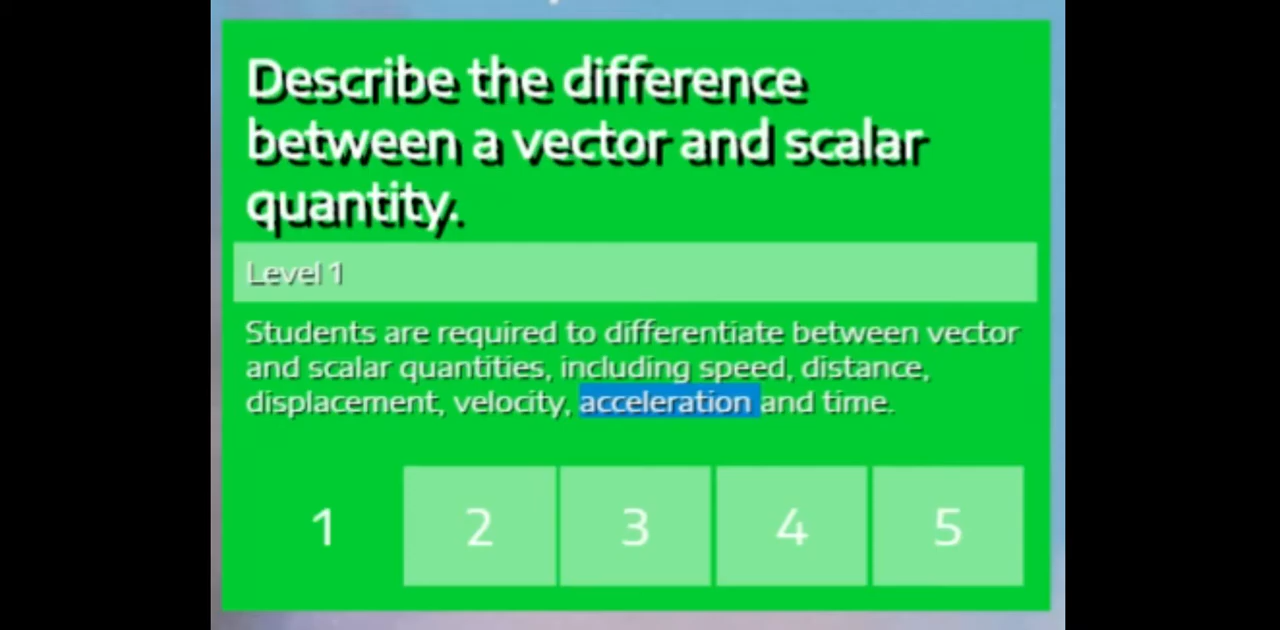 Describe the difference
between a vector and scalar
quantity.
Level 1
Students are required to differentiate between vector
and scalar quantities, including speed, distance,
displacement, velocity, acceleration and time.
1 2 3 4 5